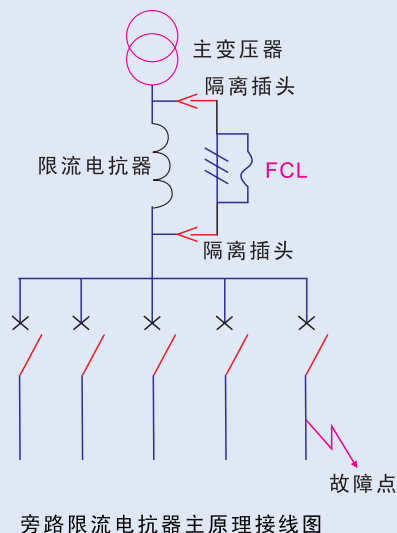 主变压器
隔离插头
限流电抗器
FCL
隔离插头
故障点
旁路限流电抗器主原理接线图